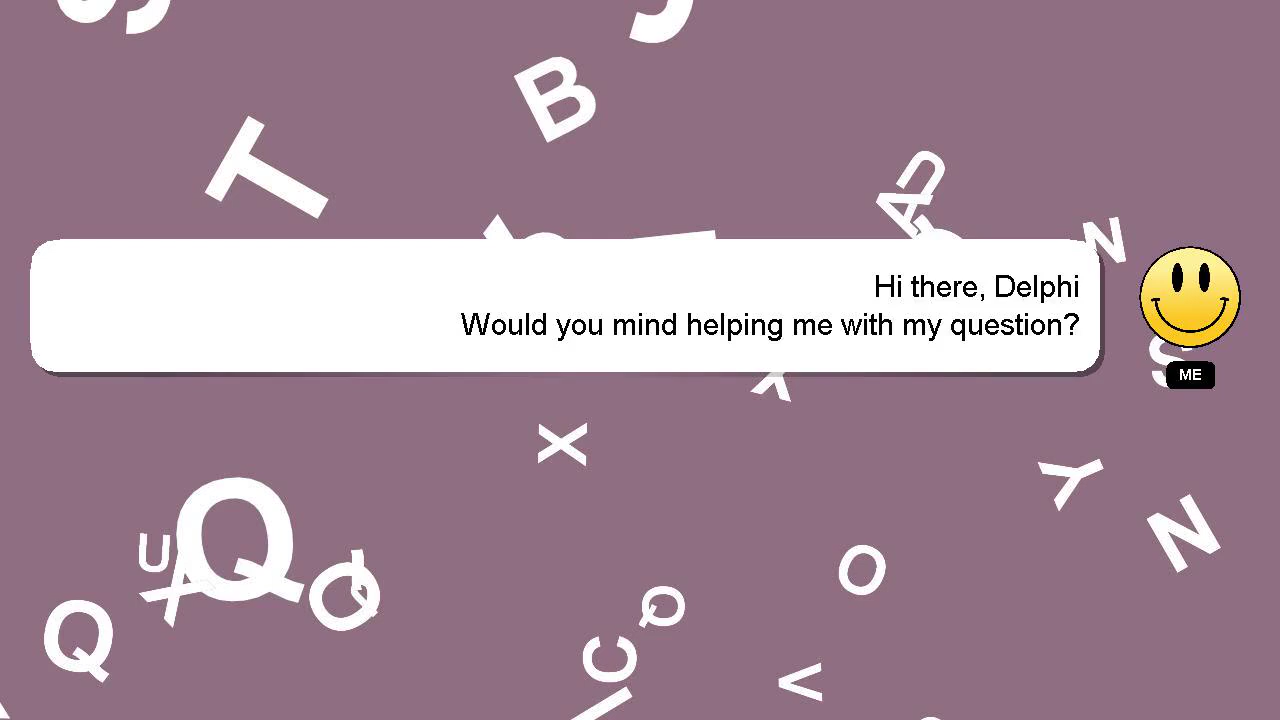 Hi there, Delphi
Would you mind helping me with my question?
ME
T
B
U
A
N
S
X
X
Y
N
Q
U
X
Q
O
Q
Q
C
V